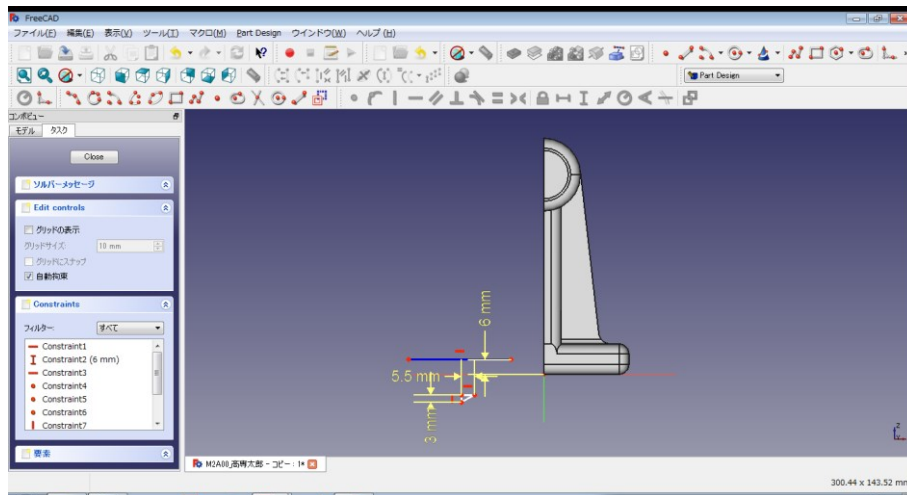 FreeCAD
ファイル(F) 編集(E) 表示(V) ツール(T) マクロ(M) Part Design ウインドウ(W) ヘルプ(H)
Part Design
コンボビュー
モデル タスク
Close
ソルバーメッセージ
Edit controls
グリッドの表示
グリッドサイズ: 10 mm
グリッドにスナップ
自動拘束
Constraints
フィルター: すべて
Constraint1
Constraint2 (6 mm)
Constraint3
Constraint4
Constraint5
Constraint6
Constraint7
要素
6 mm
5.5 mm
3 mm
z
M2A00_高専太郎 - コピー : 1*
300.44 x 143.52 mm